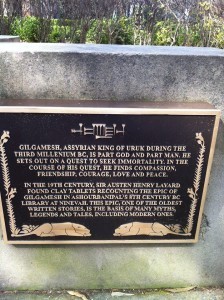 GILGAMESH, ASSYRIAN KING OF URUK DURING THE
THIRD MILLENIUM BC, IS PART GOD AND PART MAN. HE
SETS OUT ON A QUEST TO SEEK IMMORTALITY. IN THE
COURSE OF HIS QUEST, HE FINDS COMPASSION,
FRIENDSHIP, COURAGE, LOVE AND PEACE.
IN THE 19TH CENTURY, SIR AUSTEN HENRY LAYARD
FOUND CLAY TABLETS RECOUNTING THE EPIC OF
GILGAMESH IN ASHOURBANIPAL'S 8TH CENTURY BC
LIBRARY AT NINEVAH. THIS EPIC, ONE OF THE OLDEST
WRITTEN STORIES, IS THE BASIS OF MANY MYTHS,
LEGENDS AND TALES, INCLUDING MODERN ONES.